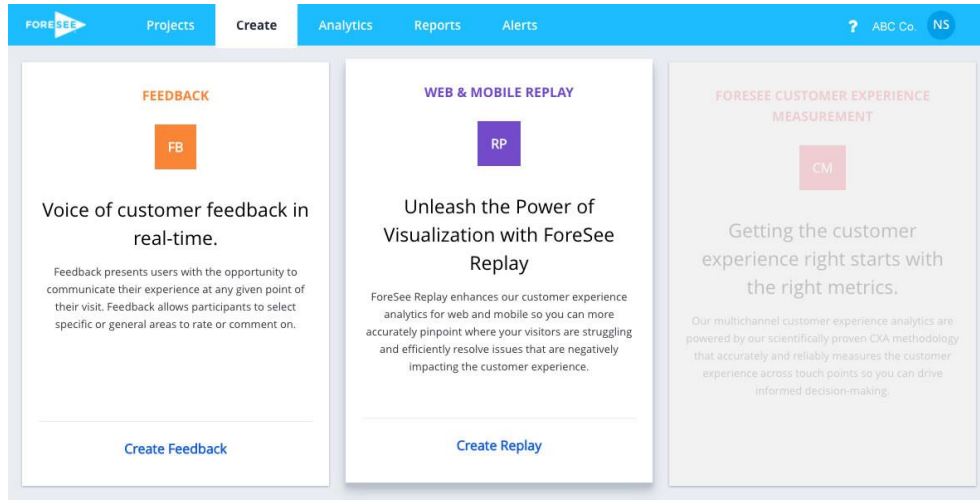 FORESEE
Projects
Create
Analytics
Reports
Alerts
?
ABC Co.
NS
FEEDBACK
FB
Voice of customer feedback in
real-time.
Feedback presents users with the opportunity to
communicate their experience at any given point of
their visit. Feedback allows participants to select
specific or general areas to rate or comment on.
Create Feedback
WEB & MOBILE REPLAY
RP
Unleash the Power of
Visualization with ForeSee
Replay
ForeSee Replay enhances our customer experience
analytics for web and mobile so you can more
accurately pinpoint where your visitors are struggling
and efficiently resolve issues that are negatively
impacting the customer experience.
Create Replay
FORESEE CUSTOMER EXPERIENCE
MEASUREMENT
CM
Getting the customer
experience right starts with
the right metrics.
Our multichannel customer experience analytics are
powered by our scientifically proven CXA methodology
that accurately and reliably measures the customer
experience across touch points so you can drive
informed decision-making.